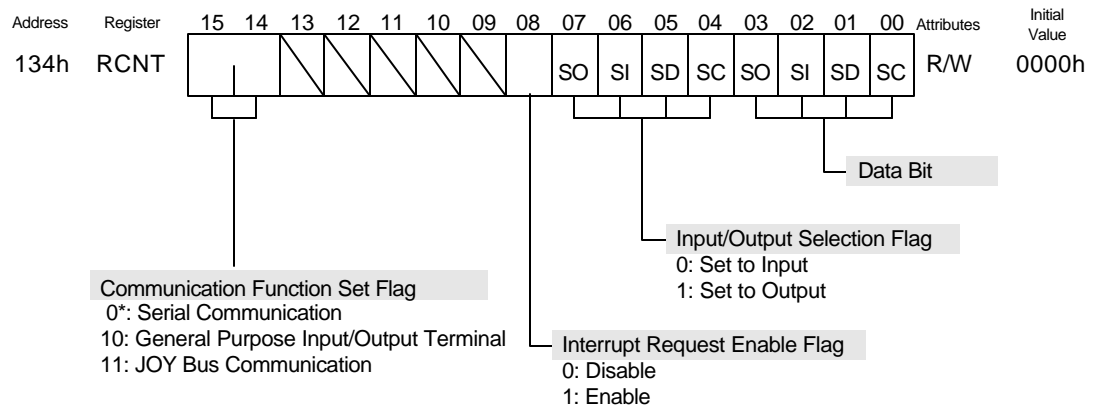 Address Register 15 14 13 12 11 10 09 08 07 06 05 04 03 02 01 00 Attributes Initial Value
134h RCNT SO SI SD SC SO SI SD SC R/W 0000h
Data Bit
Input/Output Selection Flag
0: Set to Input
1: Set to Output
Communication Function Set Flag
0*: Serial Communication
10: General Purpose Input/Output Terminal
11: JOY Bus Communication
Interrupt Request Enable Flag
0: Disable
1: Enable